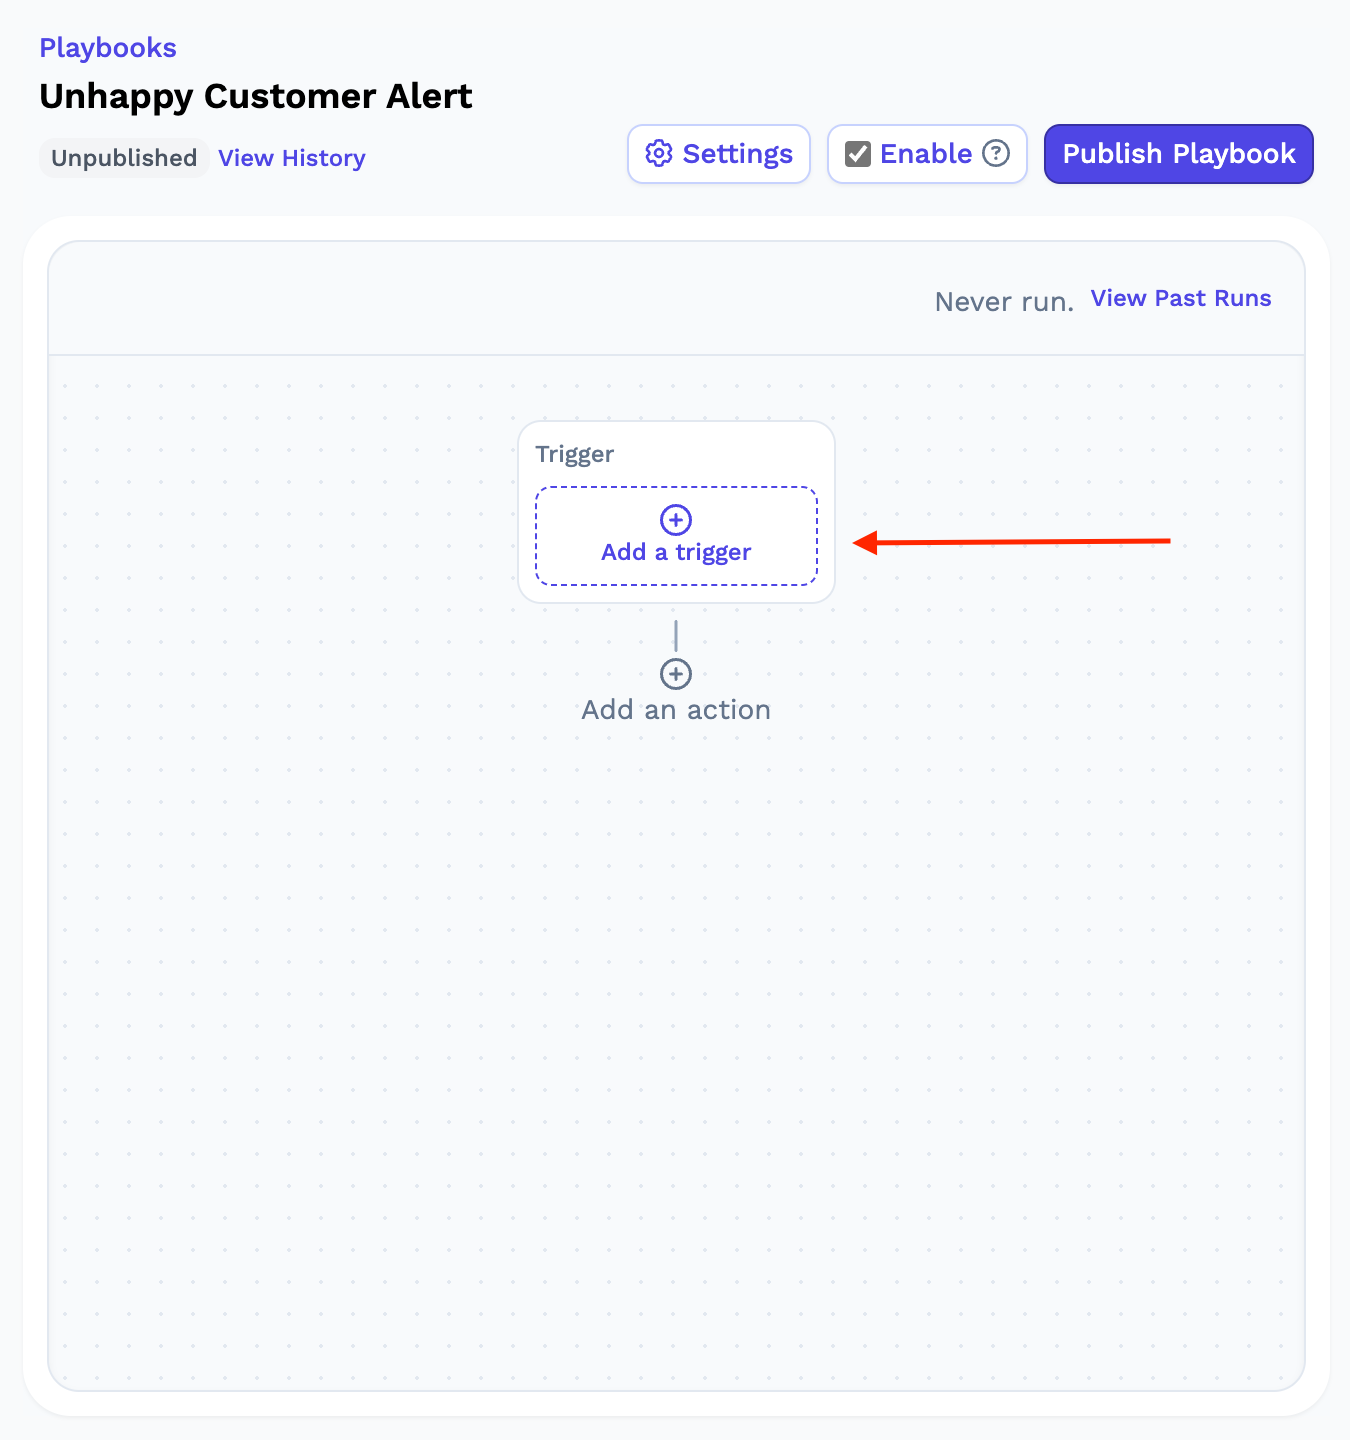 Playbooks
Unhappy Customer Alert
Unpublished View History
Settings
Enable
Publish Playbook
Never run. View Past Runs
Trigger
Add a trigger
Add an action